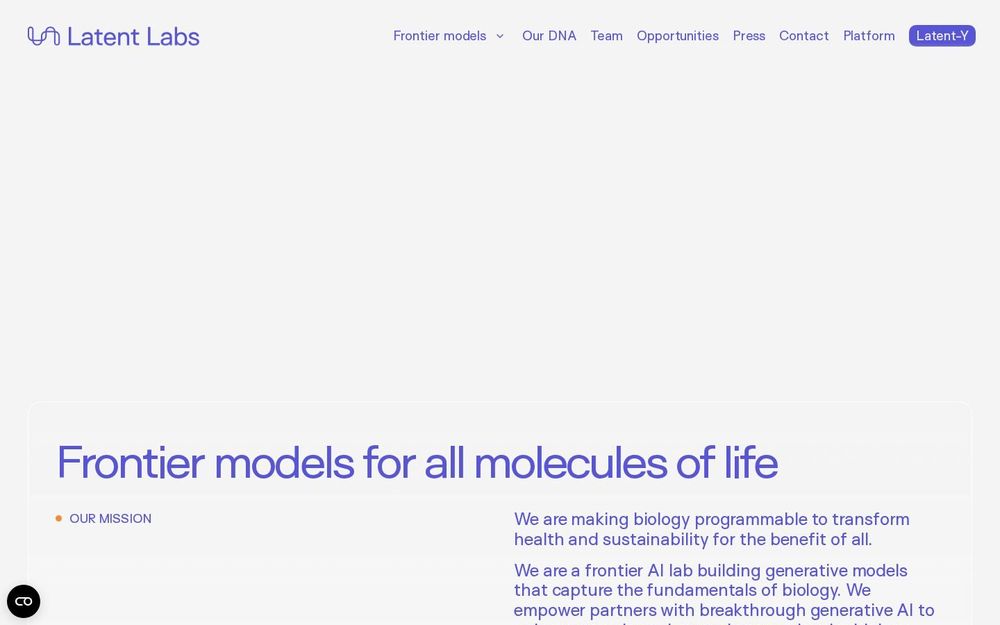 Latent Labs
Frontier models Our DNA Team Opportunities Press Contact Platform Latent-Y
Frontier models for all molecules of life
OUR MISSION
We are making biology programmable to transform
health and sustainability for the benefit of all.
We are a frontier AI lab building generative models
that capture the fundamentals of biology. We
empower partners with breakthrough generative AI to